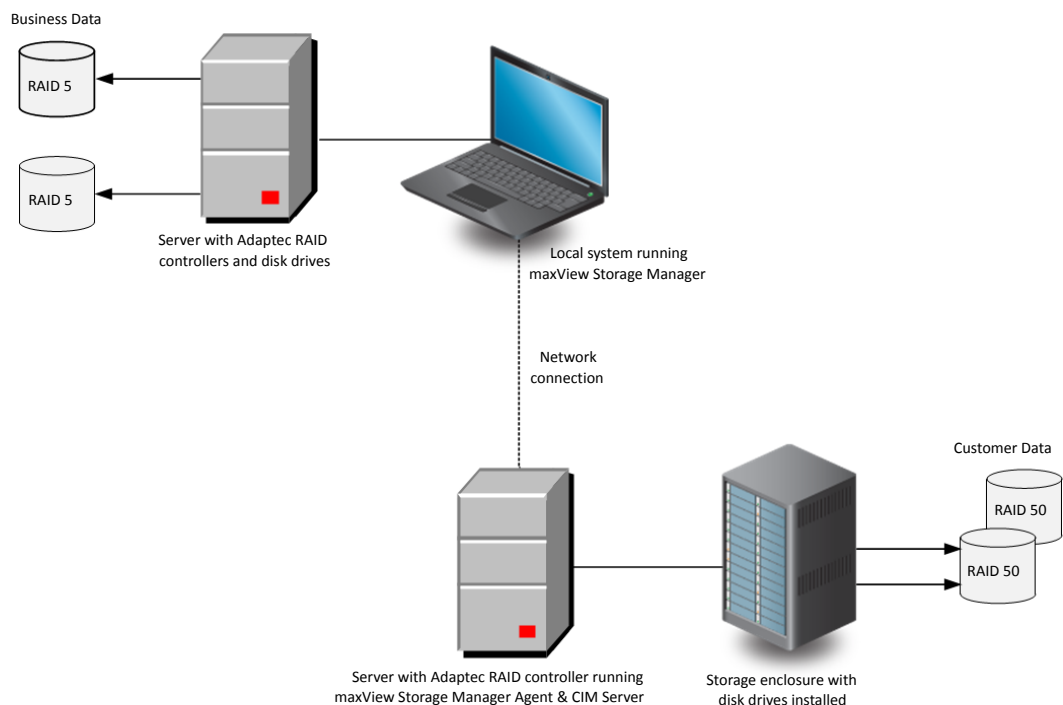 Business Data
RAID 5
RAID 5
Server with Adaptec RAID
controllers and disk drives
Local system running
maxView Storage Manager
Network
connection
Customer Data
RAID 50
RAID 50
Server with Adaptec RAID controller running
maxView Storage Manager Agent & CIM Server
Storage enclosure with
disk drives installed